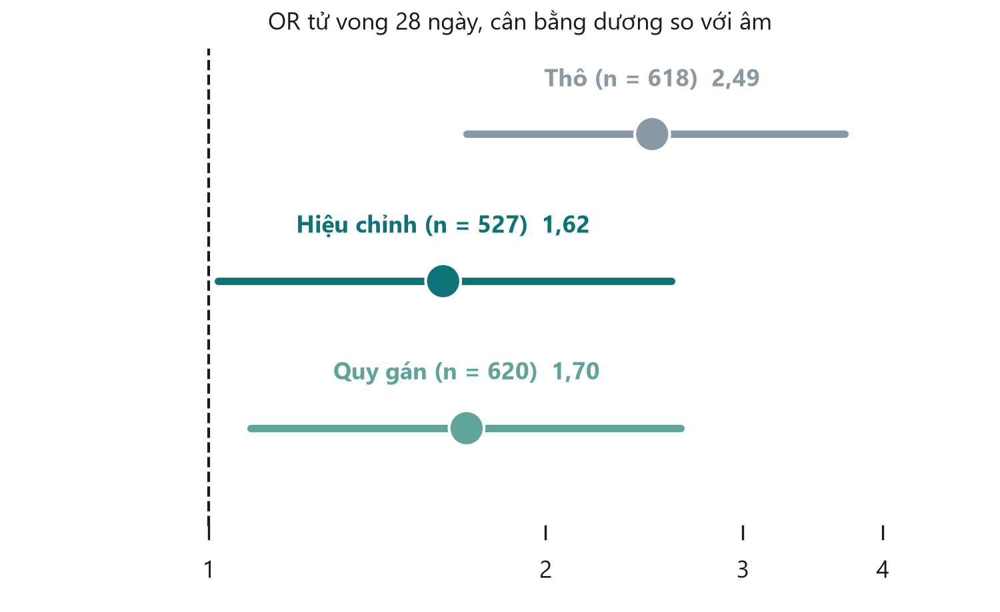 OR tử vong 28 ngày, cân bằng dương so với âm
Thô (n = 618)  2,49
Hiệu chỉnh (n = 527)  1,62
Quy gán (n = 620)  1,70
1 2 3 4